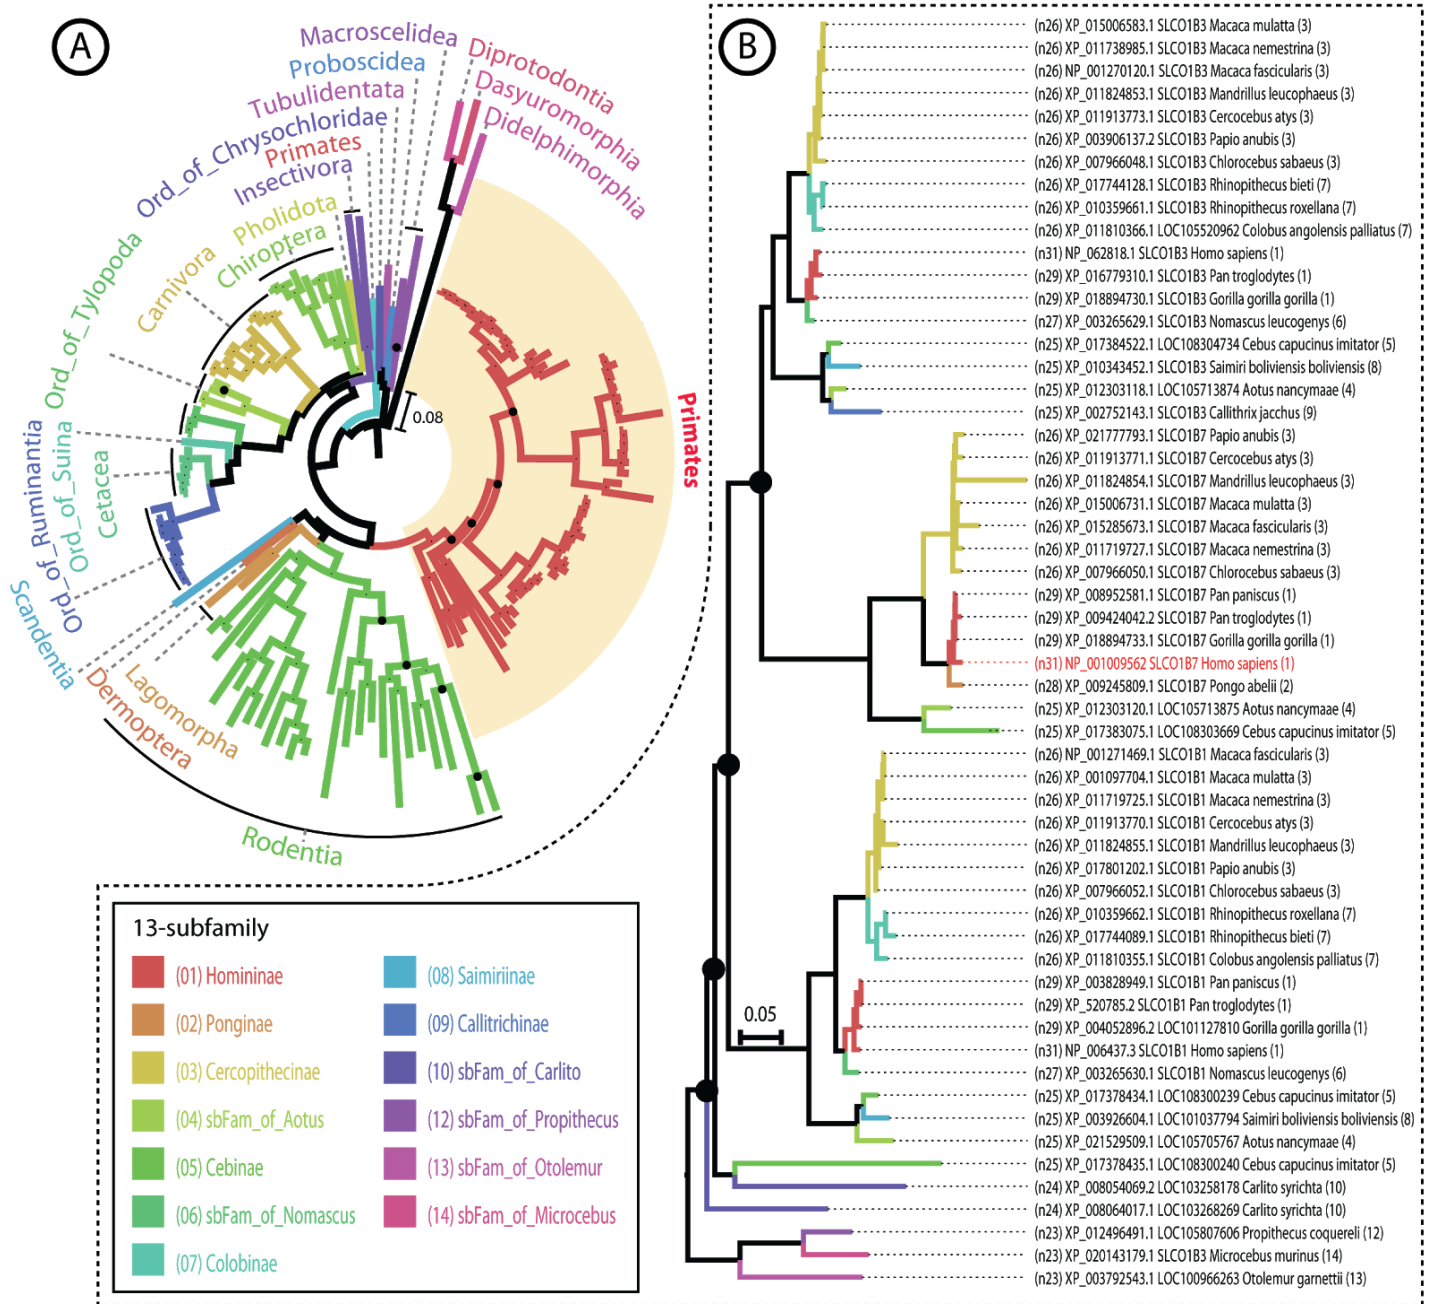 A
Macroscelidea
Proboscidea
Tubulidentata
Ord_of_Chrysochloridae
Primates
Insectivora
Pholidota
Chiroptera
Carnivora
Ord_of_Tylopoda
Ord_of_Ruminantia
Ord_of_Suina
Cetacea
Scandentia
Dermoptera
Lagomorpha
Rodentia
Diprotodontia
Dasyuromorphia
Didelphimorphia
Primates
0.08
13-subfamily
(01) Homininae
(02) Ponginae
(03) Cercopithecinae
(04) sbFam_of_Aotus
(05) Cebinae
(06) sbFam_of_Nomascus
(07) Colobinae
(08) Saimiriinae
(09) Callitrichinae
(10) sbFam_of_Carlito
(12) sbFam_of_Propithecus
(13) sbFam_of_Otolemur
(14) sbFam_of_Microcebus
B
(n26) XP_015006583.1 SLCO1B3 Macaca mulatta (3)
(n26) XP_011738985.1 SLCO1B3 Macaca nemestrina (3)
(n26) NP_001270120.1 SLCO1B3 Macaca fascicularis (3)
(n26) XP_011824853.1 SLCO1B3 Mandrillus leucophaeus (3)
(n26) XP_011913773.1 SLCO1B3 Cercocebus atys (3)
(n26) XP_003906137.2 SLCO1B3 Papio anubis (3)
(n26) XP_007966048.1 SLCO1B3 Chlorocebus sabaeus (3)
(n26) XP_017744128.1 SLCO1B3 Rhinopithecus bieti (7)
(n26) XP_010359661.1 SLCO1B3 Rhinopithecus roxellana (7)
(n26) XP_011810366.1 LOC105520962 Colobus angolensis palliatus (7)
(n31) NP_062818.1 SLCO1B3 Homo sapiens (1)
(n29) XP_016779310.1 SLCO1B3 Pan troglodytes (1)
(n29) XP_018894730.1 SLCO1B3 Gorilla gorilla gorilla (1)
(n27) XP_003265629.1 SLCO1B3 Nomascus leucogenys (6)
(n25) XP_017384522.1 LOC108304734 Cebus capucinus imitator (5)
(n25) XP_010343452.1 SLCO1B3 Saimiri boliviensis boliviensis (8)
(n25) XP_012303118.1 LOC105713874 Aotus nancymaae (4)
(n25) XP_002752143.1 SLCO1B3 Callithrix jacchus (9)
(n26) XP_021777793.1 SLCO1B7 Papio anubis (3)
(n26) XP_011913771.1 SLCO1B7 Cercocebus atys (3)
(n26) XP_011824854.1 SLCO1B7 Mandrillus leucophaeus (3)
(n26) XP_015006731.1 SLCO1B7 Macaca mulatta (3)
(n26) XP_015285673.1 SLCO1B7 Macaca fascicularis (3)
(n26) XP_011719727.1 SLCO1B7 Macaca nemestrina (3)
(n26) XP_007966050.1 SLCO1B7 Chlorocebus sabaeus (3)
(n29) XP_008952581.1 SLCO1B7 Pan paniscus (1)
(n29) XP_009424042.2 SLCO1B7 Pan troglodytes (1)
(n29) XP_018894733.1 SLCO1B7 Gorilla gorilla gorilla (1)
(n31) NP_001009562 SLCO1B7 Homo sapiens (1)
(n28) XP_009245809.1 SLCO1B7 Pongo abelii (2)
(n25) XP_012303120.1 LOC105713875 Aotus nancymaae (4)
(n25) XP_017383075.1 LOC108303669 Cebus capucinus imitator (5)
(n26) NP_001271469.1 SLCO1B1 Macaca fascicularis (3)
(n26) XP_001097704.1 SLCO1B1 Macaca mulatta (3)
(n26) XP_011719725.1 SLCO1B1 Macaca nemestrina (3)
(n26) XP_011913770.1 SLCO1B1 Cercocebus atys (3)
(n26) XP_011824855.1 SLCO1B1 Mandrillus leucophaeus (3)
(n26) XP_017801202.1 SLCO1B1 Papio anubis (3)
(n26) XP_007966052.1 SLCO1B1 Chlorocebus sabaeus (3)
(n26) XP_010359662.1 SLCO1B1 Rhinopithecus roxellana (7)
(n26) XP_017744089.1 SLCO1B1 Rhinopithecus bieti (7)
(n26) XP_011810355.1 SLCO1B1 Colobus angolensis palliatus (7)
(n29) XP_003828949.1 SLCO1B1 Pan paniscus (1)
(n29) XP_520785.2 SLCO1B1 Pan troglodytes (1)
(n29) XP_004052896.2 LOC101127810 Gorilla gorilla gorilla (1)
(n31) NP_006437.3 SLCO1B1 Homo sapiens (1)
(n27) XP_003265630.1 SLCO1B1 Nomascus leucogenys (6)
(n25) XP_017378434.1 LOC108300239 Cebus capucinus imitator (5)
(n25) XP_003926604.1 LOC101037794 Saimiri boliviensis boliviensis (8)
(n25) XP_021529509.1 LOC105705767 Aotus nancymaae (4)
(n25) XP_017378435.1 LOC108300240 Cebus capucinus imitator (5)
(n24) XP_008054069.2 LOC103258178 Carlito syrichta (10)
(n24) XP_008064017.1 LOC103268269 Carlito syrichta (10)
(n23) XP_012496491.1 LOC105807606 Propithecus coquereli (12)
(n23) XP_020143179.1 SLCO1B3 Microcebus murinus (14)
(n23) XP_003792543.1 LOC100966263 Otolemur garnettii (13)
0.05